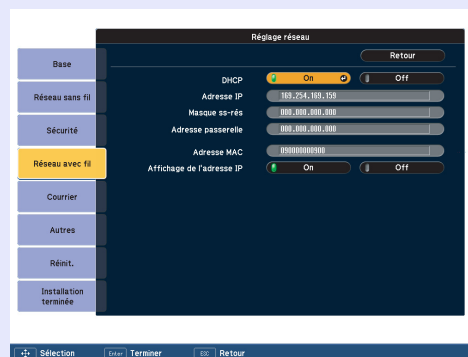 Réglage réseau
Retour
Base
DHCP On Off
Réseau sans fil
Adresse IP 169.254.169.159
Masque ss-rés 000.000.000.000
Sécurité
Adresse passerelle 000.000.000.000
Adresse MAC 090000000900
Réseau avec fil
Affichage de l'adresse IP On Off
Courrier
Autres
Réinit.
Installation
terminée
Sélection Enter Terminer ESC Retour